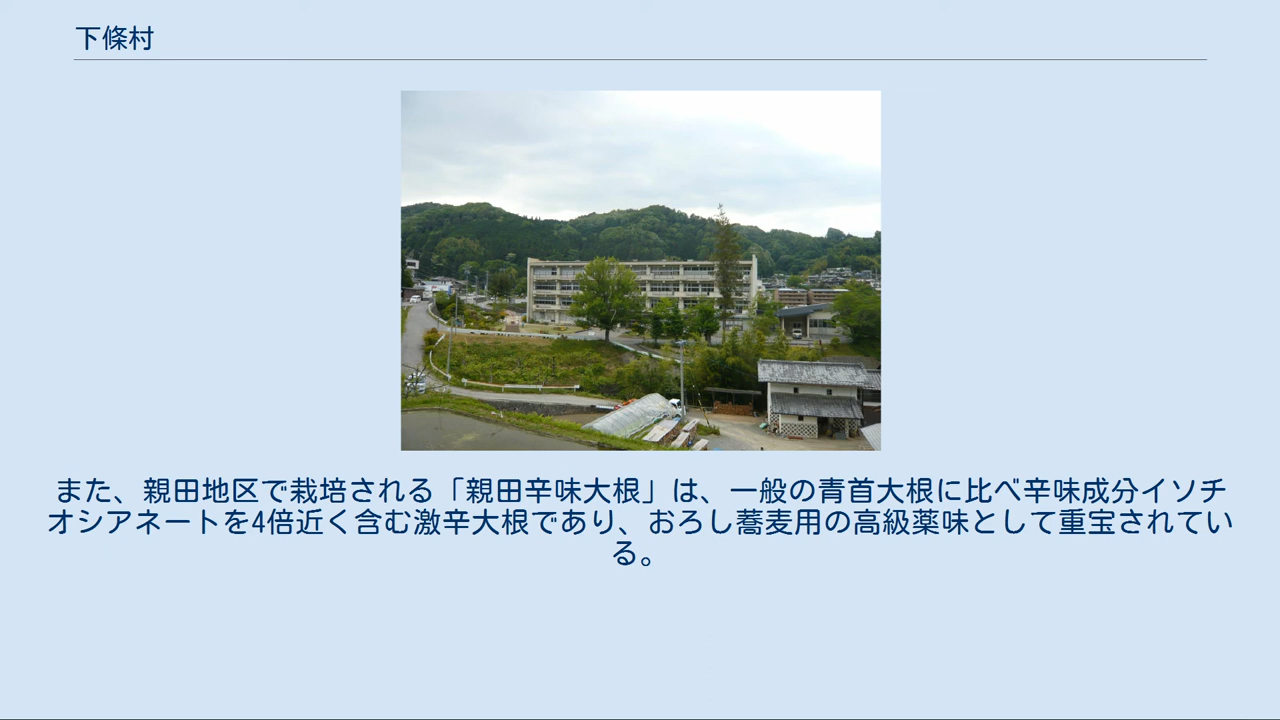 下條村
また、親田地区で栽培される「親田辛味大根」は、一般の青首大根に比べ辛味成分イソチ
オシアネートを4倍近く含む激辛大根であり、おろし蕎麦用の高級薬味として重宝されてい
る。